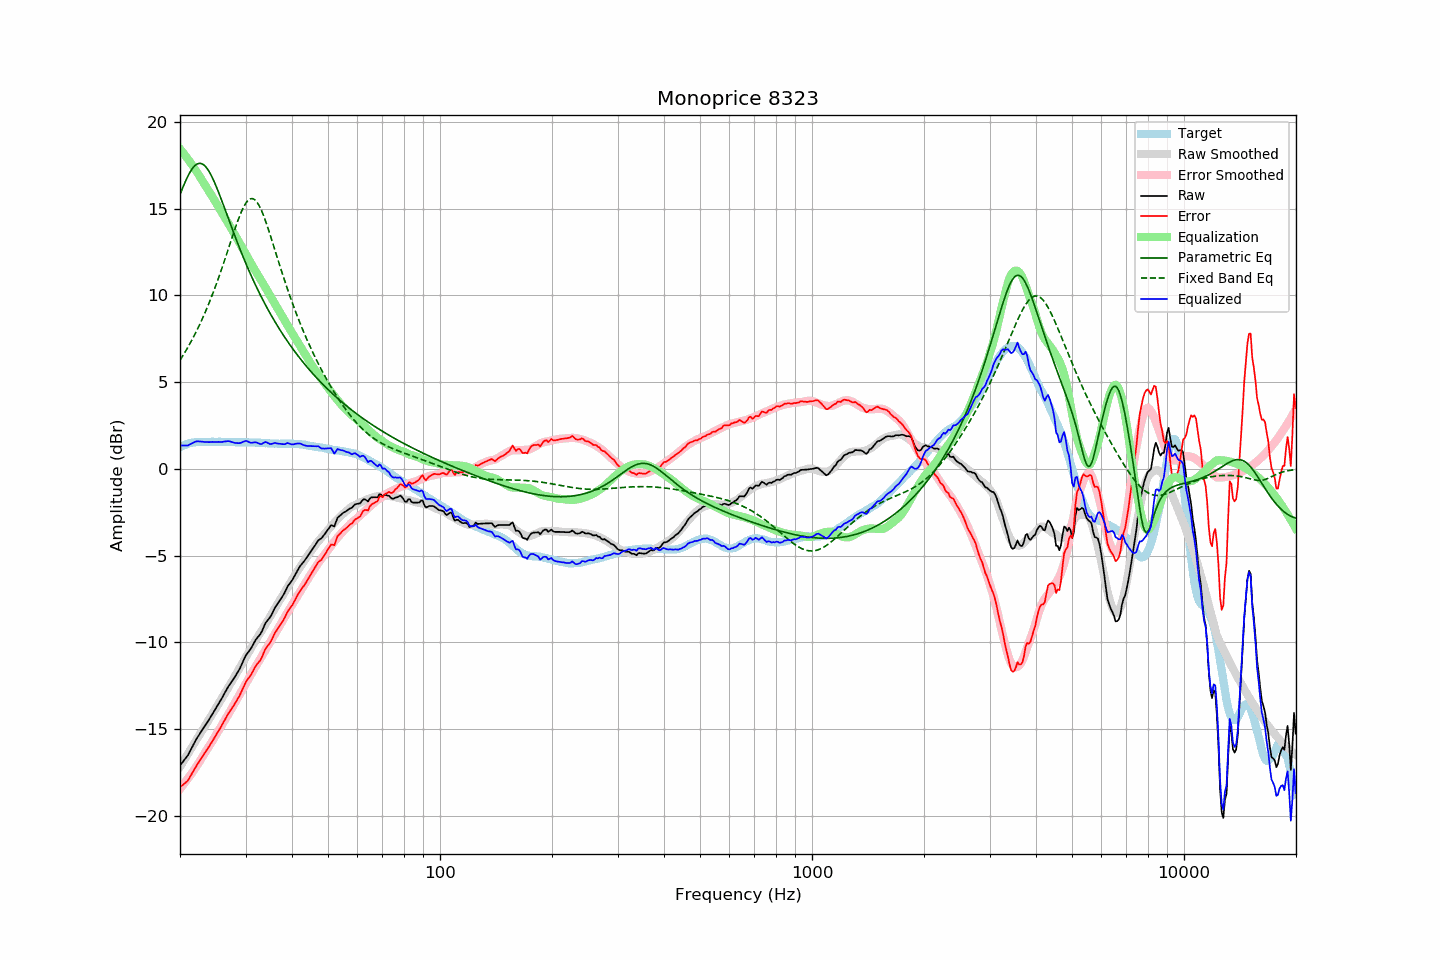 Monoprice 8323
Amplitude (dBr)
20
15
10
5
0
−5
−10
−15
−20
100
1000
10000
Frequency (Hz)
Target
Raw Smoothed
Error Smoothed
Raw
Error
Equalization
Parametric Eq
Fixed Band Eq
Equalized